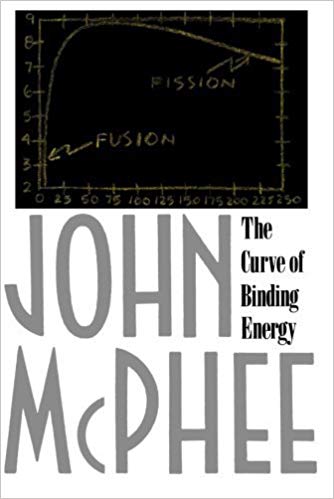 9
8
7
6
5
4
3
2
FISSION
FUSION
0 25 50 75 100 125 150 175 200 225 250
JOHN
McPHEE
The
Curve of
Binding
Energy